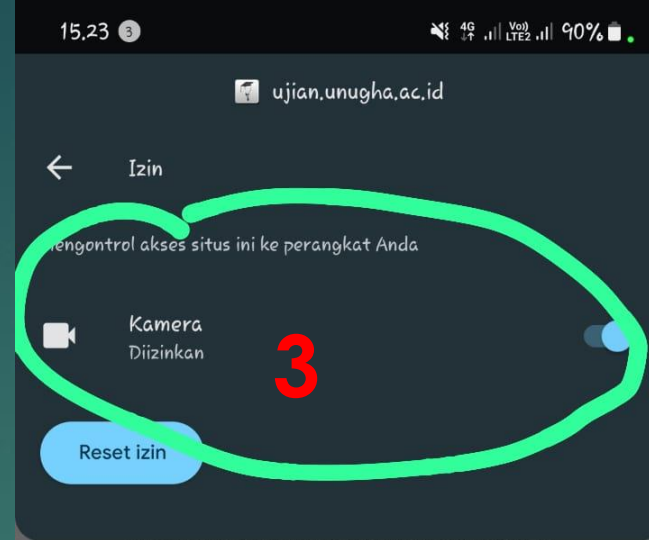 15.23 3 4G Vo)) LTE2 90%
ujian.unugha.ac.id
Izin
engontrol akses situs ini ke perangkat Anda
Kamera
Diizinkan
3
Reset izin